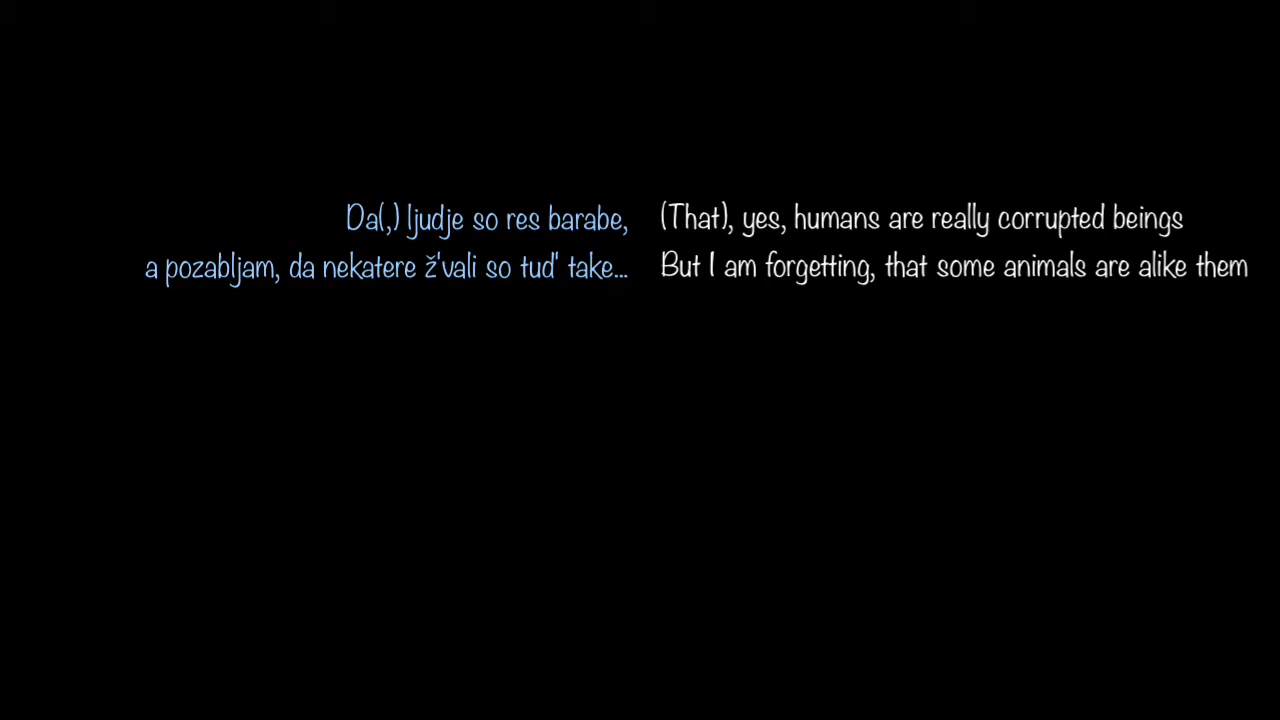 Da(,) ljudje so res barabe,
a pozabljam, da nekatere ž'vali so tud' take...
(That), yes, humans are really corrupted beings
But I am forgetting, that some animals are alike them